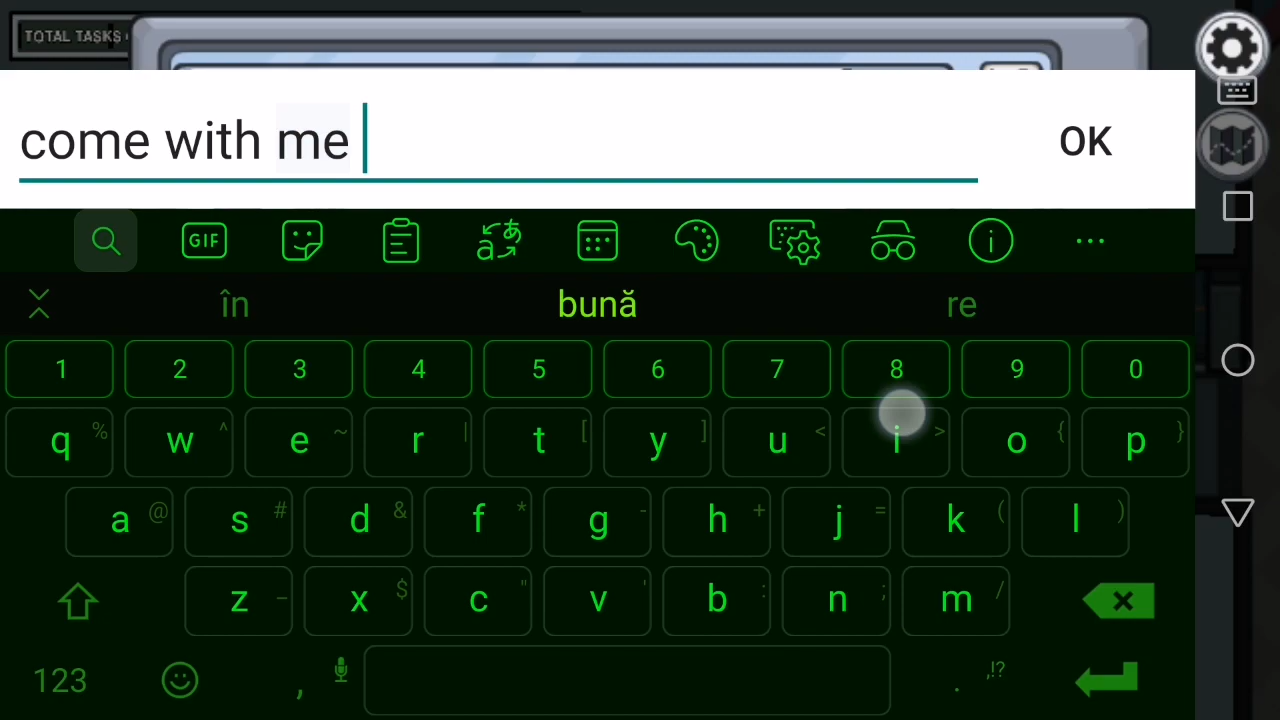 TOTAL TASKS
come with me
OK
GIF
în bună re
1 2 3 4 5 6 7 8 9 0
q % w ^ e ~ r | t [ y ] u < i > o { p }
a @ s # d & f * g - h + j = k ( l )
z _ x $ c " v ' b : n ; m /
123 , . ,!?